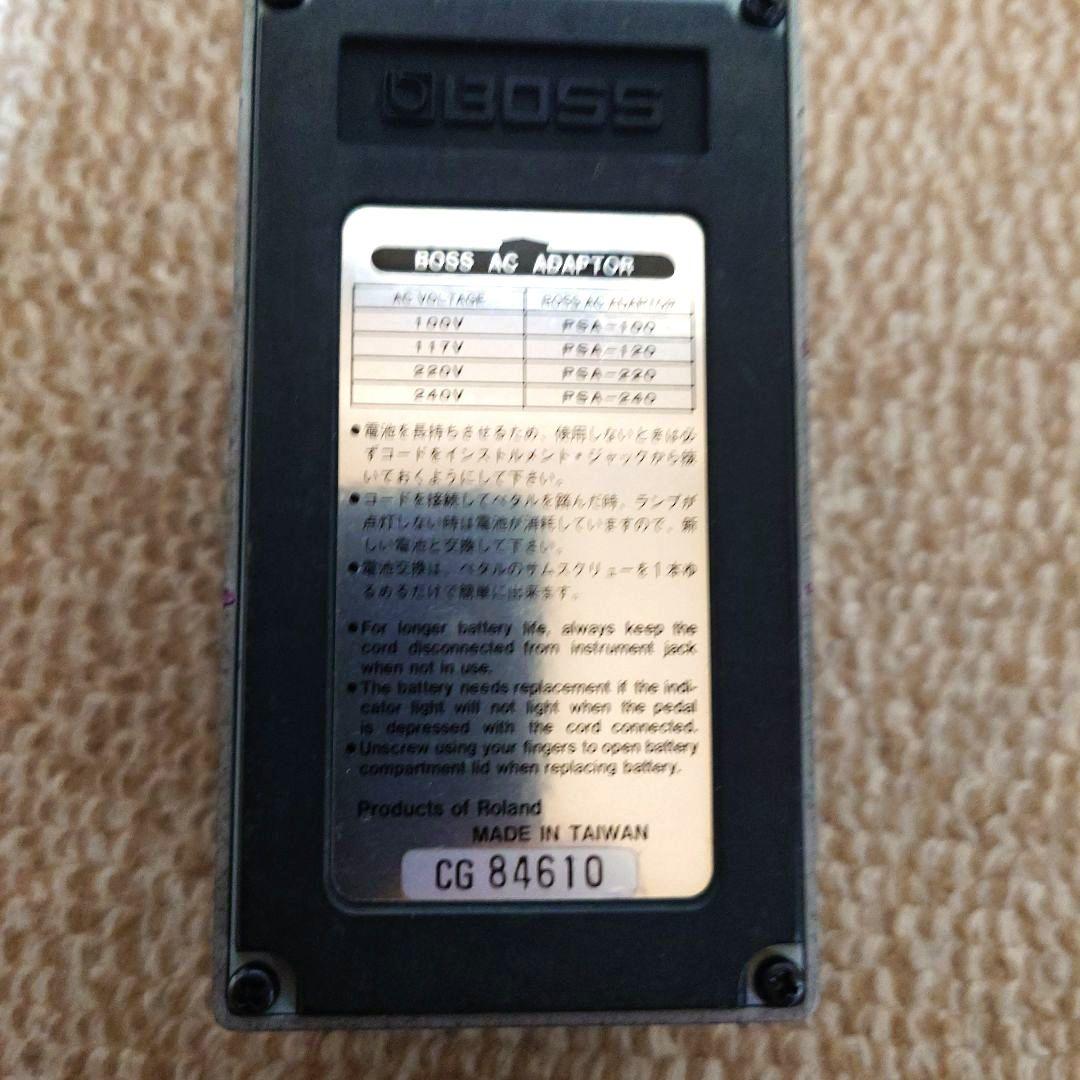 BOSS
BOSS AC ADAPTOR
AC VOLTAGE BOSS AC ADAPTOR
100V PSA-100
117V PSA-120
220V PSA-220
240V PSA-240
●電池を長持ちさせるため、使用しないときは必
ずコードをインストルメント・ジャックから抜
いておくようにして下さい。
●コードを接続してペダルを踏んだ時、ランプが
点灯しない時は電池が消耗していますので、新
しい電池と交換して下さい。
●電池交換は、ペダルのサムスクリューを1本ゆ
るめるだけで簡単に出来ます。
●For longer battery life, always keep the
cord disconnected from instrument jack
when not in use.
●The battery needs replacement if the indi-
cator light will not light when the pedal
is depressed with the cord connected.
●Unscrew using your fingers to open battery
compartment lid when replacing battery.
Products of Roland
MADE IN TAIWAN
CG 84610